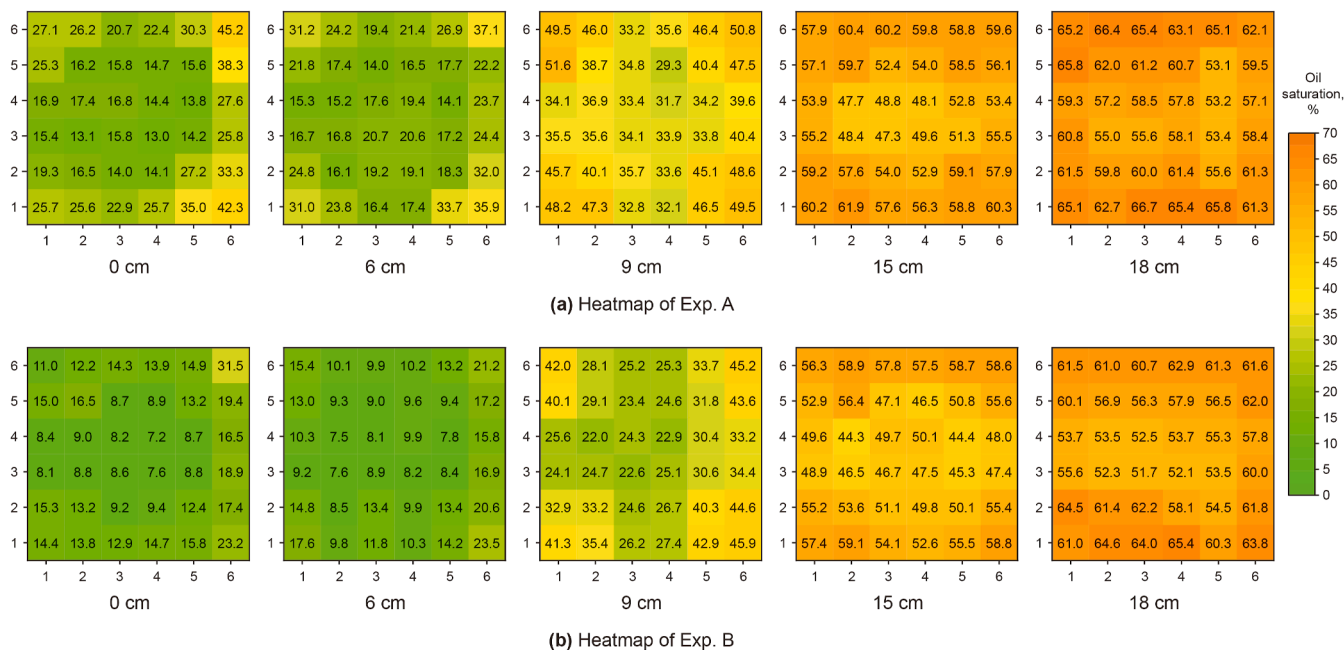 6 27.1 26.2 20.7 22.4 30.3 45.2 6 31.2 24.2 19.4 21.4 26.9 37.1 6 49.5 46.0 33.2 35.6 46.4 50.8 6 57.9 60.4 60.2 59.8 58.8 59.6 6 65.2 66.4 65.4 63.1 65.1 62.1
5 25.3 16.2 15.8 14.7 15.6 38.3 5 21.8 17.4 14.0 16.5 17.7 22.2 5 51.6 38.7 34.8 29.3 40.4 47.5 5 57.1 59.7 52.4 54.0 58.5 56.1 5 65.8 62.0 61.2 60.7 53.1 59.5
4 16.9 17.4 16.8 14.4 13.8 27.6 4 15.3 15.2 17.6 19.4 14.1 23.7 4 34.1 36.9 33.4 31.7 34.2 39.6 4 53.9 47.7 48.8 48.1 52.8 53.4 4 59.3 57.2 58.5 57.8 53.2 57.1
3 15.4 13.1 15.8 13.0 14.2 25.8 3 16.7 16.8 20.7 20.6 17.2 24.4 3 35.5 35.6 34.1 33.9 33.8 40.4 3 55.2 48.4 47.3 49.6 51.3 55.5 3 60.8 55.0 55.6 58.1 53.4 58.4
2 19.3 16.5 14.0 14.1 27.2 33.3 2 24.8 16.1 19.2 19.1 18.3 32.0 2 45.7 40.1 35.7 33.6 45.1 48.6 2 59.2 57.6 54.0 52.9 59.1 57.9 2 61.5 59.8 60.0 61.4 55.6 61.3
1 25.7 25.6 22.9 25.7 35.0 42.3 1 31.0 23.8 16.4 17.4 33.7 35.9 1 48.2 47.3 32.8 32.1 46.5 49.5 1 60.2 61.9 57.6 56.3 58.8 60.3 1 65.1 62.7 66.7 65.4 65.8 61.3
1 2 3 4 5 6 1 2 3 4 5 6 1 2 3 4 5 6 1 2 3 4 5 6 1 2 3 4 5 6
0 cm 6 cm 9 cm 15 cm 18 cm
(a) Heatmap of Exp. A
6 11.0 12.2 14.3 13.9 14.9 31.5 6 15.4 10.1 9.9 10.2 13.2 21.2 6 42.0 28.1 25.2 25.3 33.7 45.2 6 56.3 58.9 57.8 57.5 58.7 58.6 6 61.5 61.0 60.7 62.9 61.3 61.6
5 15.0 16.5 8.7 8.9 13.2 19.4 5 13.0 9.3 9.0 9.6 9.4 17.2 5 40.1 29.1 23.4 24.6 31.8 43.6 5 52.9 56.4 47.1 46.5 50.8 55.6 5 60.1 56.9 56.3 57.9 56.5 62.0
4 8.4 9.0 8.2 7.2 8.7 16.5 4 10.3 7.5 8.1 9.9 7.8 15.8 4 25.6 22.0 24.3 22.9 30.4 33.2 4 49.6 44.3 49.7 50.1 44.4 48.0 4 53.7 53.5 52.5 53.7 55.3 57.8
3 8.1 8.8 8.6 7.6 8.8 18.9 3 9.2 7.6 8.9 8.2 8.4 16.9 3 24.1 24.7 22.6 25.1 30.6 34.4 3 48.9 46.5 46.7 47.5 45.3 47.4 3 55.6 52.3 51.7 52.1 53.5 60.0
2 15.3 13.2 9.2 9.4 12.4 17.4 2 14.8 8.5 13.4 9.9 13.4 20.6 2 32.9 33.2 24.6 26.7 40.3 44.6 2 55.2 53.6 51.1 49.8 50.1 55.4 2 64.5 61.4 62.2 58.1 54.5 61.8
1 14.4 13.8 12.9 14.7 15.8 23.2 1 17.6 9.8 11.8 10.3 14.2 23.5 1 41.3 35.4 26.2 27.4 42.9 45.9 1 57.4 59.1 54.1 52.6 55.5 58.8 1 61.0 64.6 64.0 65.4 60.3 63.8
1 2 3 4 5 6 1 2 3 4 5 6 1 2 3 4 5 6 1 2 3 4 5 6 1 2 3 4 5 6
0 cm 6 cm 9 cm 15 cm 18 cm
(b) Heatmap of Exp. B
Oil
saturation,
%
70
65
60
55
50
45
40
35
30
25
20
15
10
5
0